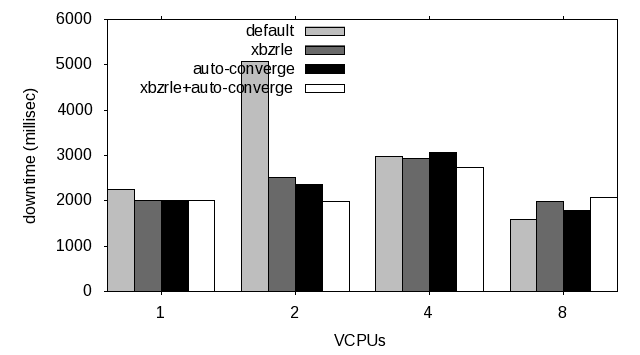 6000
5000
4000
3000
2000
1000
0
downtime (millisec)
default
xbzrle
auto-converge
xbzrle+auto-converge
1 2 4 8
VCPUs